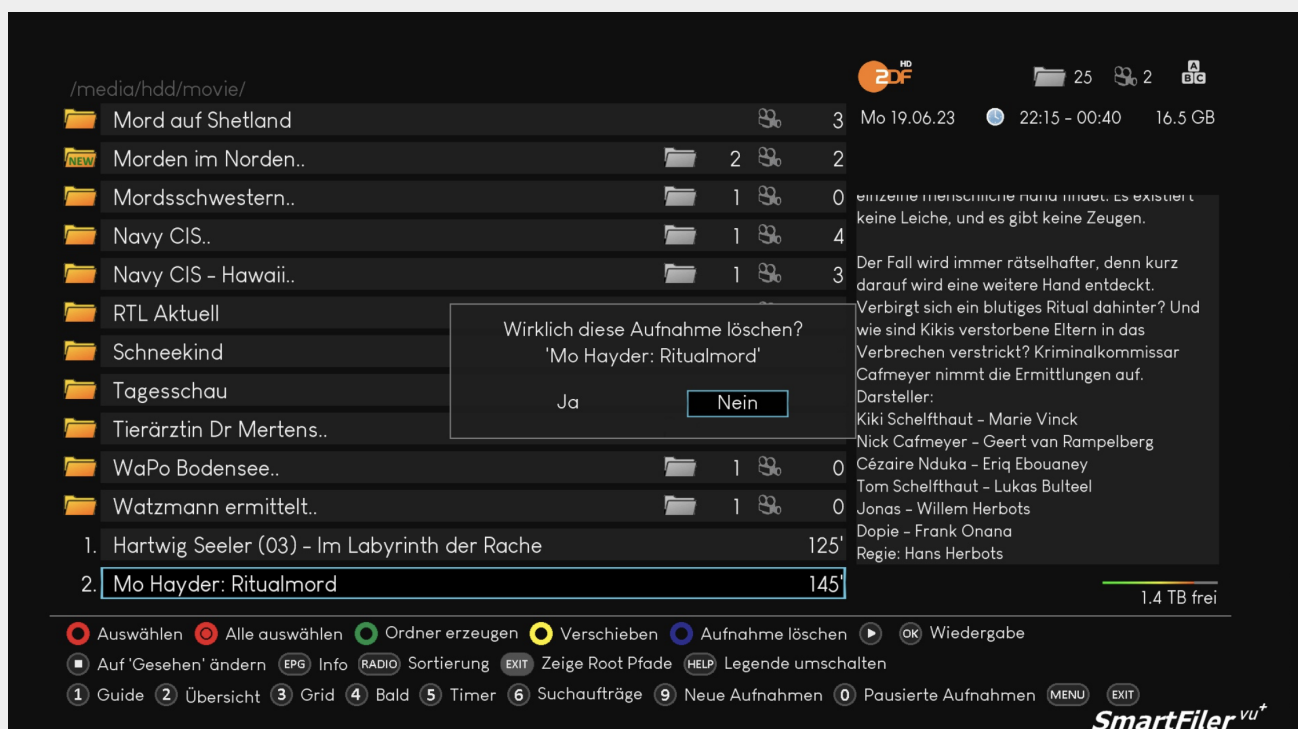 /media/hdd/movie/
ZDF HD
25 2 A B C
Mo 19.06.23 22:15 - 00:40 16.5 GB
Mord auf Shetland 3
NEW Morden im Norden.. 2 2
Mordsschwestern.. 1 0
Navy CIS.. 1 4
Navy CIS - Hawaii.. 1 3
RTL Aktuell
Schneekind
Tagesschau
Tierärztin Dr Mertens..
WaPo Bodensee.. 1 0
Watzmann ermittelt.. 1 0
1. Hartwig Seeler (03) - Im Labyrinth der Rache 125'
2. Mo Hayder: Ritualmord 145'
Wirklich diese Aufnahme löschen?
'Mo Hayder: Ritualmord'
Ja Nein
einzelne menschliche Hand findet. Es existiert
keine Leiche, und es gibt keine Zeugen.
Der Fall wird immer rätselhafter, denn kurz
darauf wird eine weitere Hand entdeckt.
Verbirgt sich ein blutiges Ritual dahinter? Und
wie sind Kikis verstorbene Eltern in das
Verbrechen verstrickt? Kriminalkommissar
Cafmeyer nimmt die Ermittlungen auf.
Darsteller:
Kiki Schelfthaut - Marie Vinck
Nick Cafmeyer - Geert van Rampelberg
Cézaire Nduka - Eriq Ebouaney
Tom Schelfthaut - Lukas Bulteel
Jonas - Willem Herbots
Dopie - Frank Onana
Regie: Hans Herbots
1.4 TB frei
Auswählen Alle auswählen Ordner erzeugen Verschieben Aufnahme löschen OK Wiedergabe
Auf 'Gesehen' ändern EPG Info RADIO Sortierung EXIT Zeige Root Pfade HELP Legende umschalten
1 Guide 2 Übersicht 3 Grid 4 Bald 5 Timer 6 Suchaufträge 9 Neue Aufnahmen 0 Pausierte Aufnahmen MENU EXIT
SmartFiler vu+